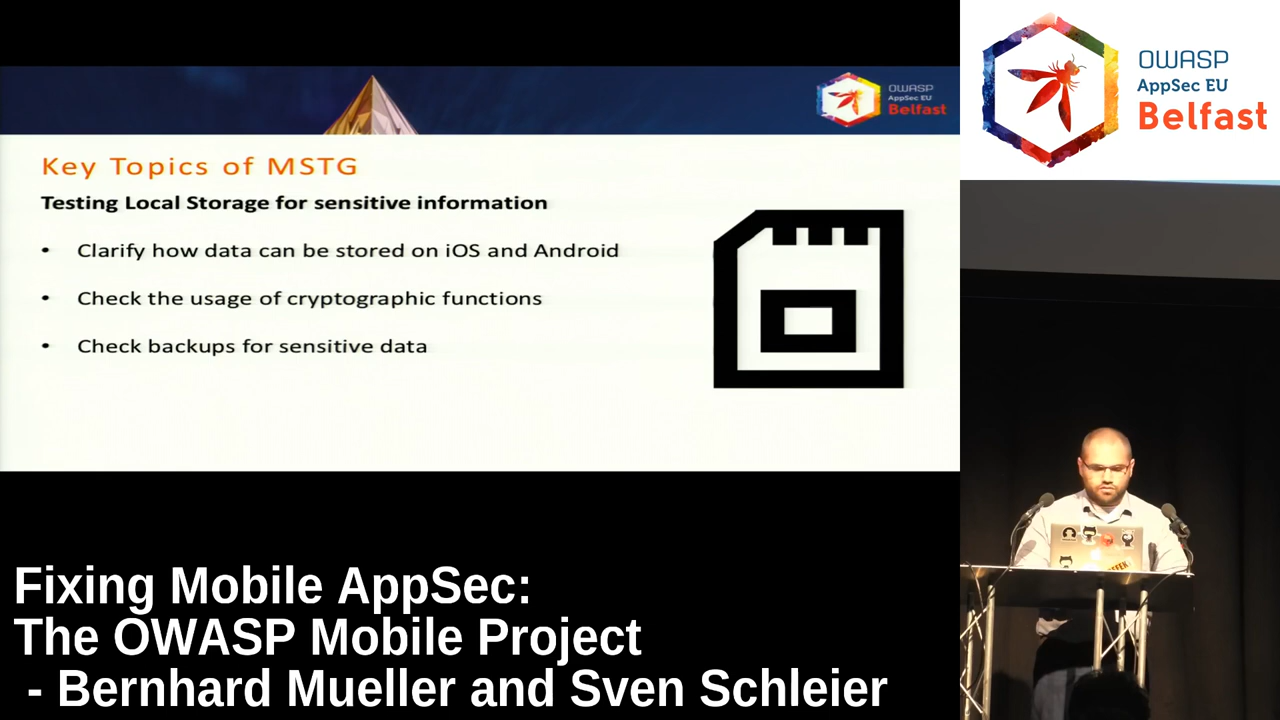 OWASP
AppSec EU
Belfast
OWASP
AppSec EU
Belfast
Key Topics of MSTG
Testing Local Storage for sensitive information
• Clarify how data can be stored on iOS and Android
• Check the usage of cryptographic functions
• Check backups for sensitive data
Fixing Mobile AppSec:
The OWASP Mobile Project
- Bernhard Mueller and Sven Schleier